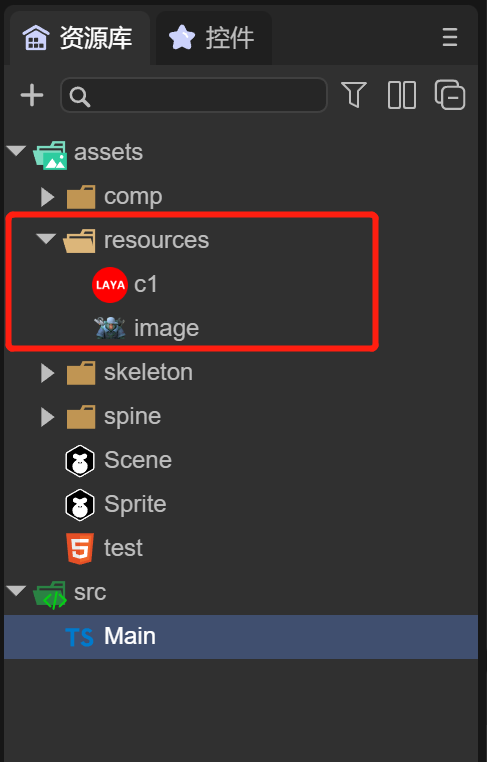 资源库 控件
assets
comp
resources
LAYA c1
image
skeleton
spine
Scene
Sprite
5 test
</> src
TS Main